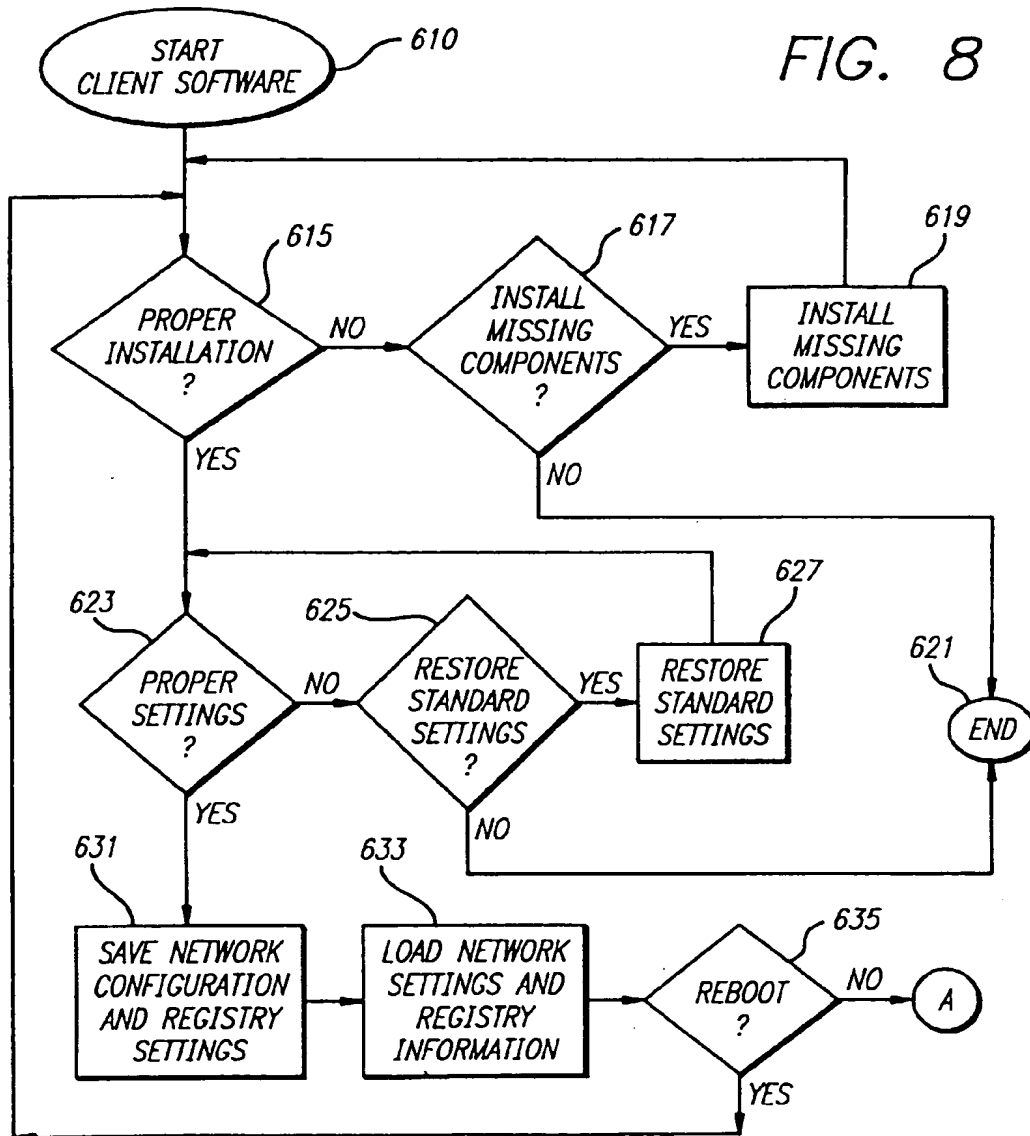 START
CLIENT SOFTWARE
610
FIG. 8
615
PROPER
INSTALLATION
?
NO
YES
617
INSTALL
MISSING
COMPONENTS
?
YES
NO
619
INSTALL
MISSING
COMPONENTS
623
PROPER
SETTINGS
?
NO
YES
625
RESTORE
STANDARD
SETTINGS
?
YES
NO
627
RESTORE
STANDARD
SETTINGS
621
END
631
SAVE NETWORK
CONFIGURATION
AND REGISTRY
SETTINGS
633
LOAD NETWORK
SETTINGS AND
REGISTRY
INFORMATION
635
REBOOT
?
NO
YES
A